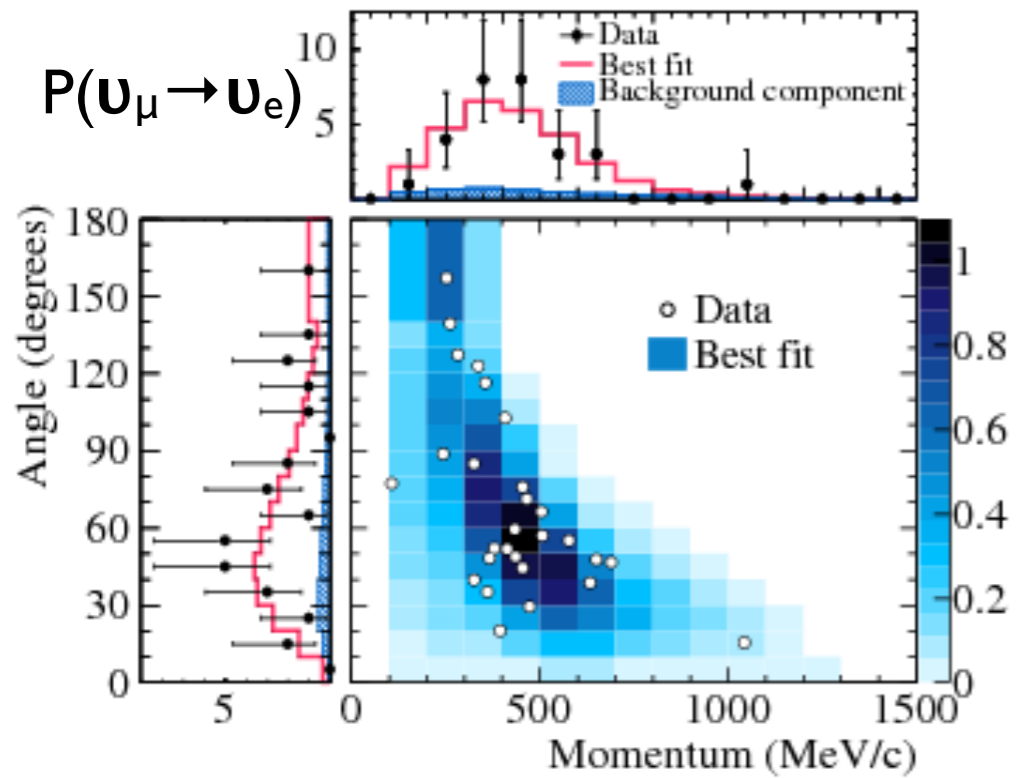 P(υμ→υe)
10
5
Data
Best fit
Background component
Angle (degrees)
180
150
120
90
60
30
0
5
Data
Best fit
1
0.8
0.6
0.4
0.2
0
0
500
1000
1500
Momentum (MeV/c)